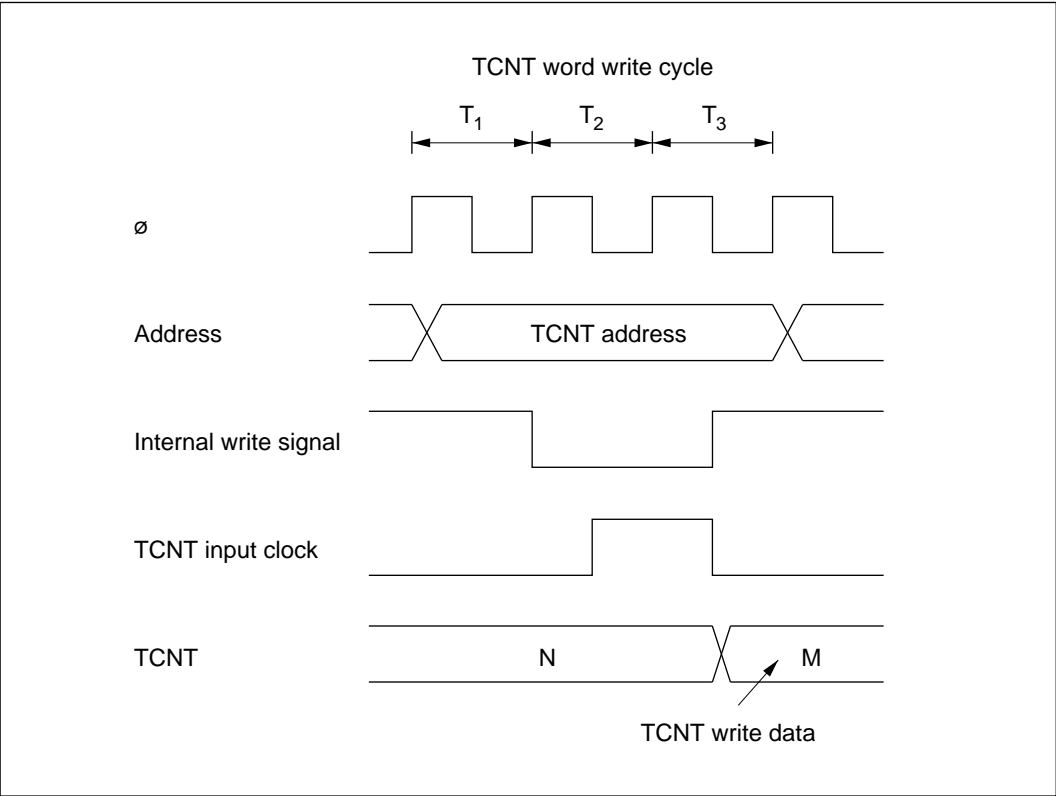 TCNT word write cycle
T1 T2 T3
ø
Address TCNT address
Internal write signal
TCNT input clock
TCNT N M
TCNT write data